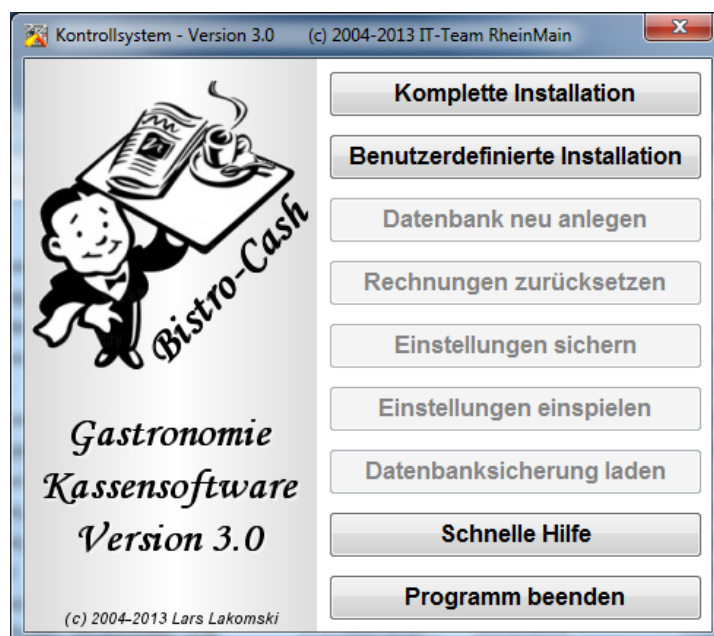 Kontrollsystem - Version 3.0 (c) 2004-2013 IT-Team RheinMain
Bistro-Cash
Gastronomie
Kassensoftware
Version 3.0
(c) 2004-2013 Lars Lakomski
Komplette Installation
Benutzerdefinierte Installation
Datenbank neu anlegen
Rechnungen zurücksetzen
Einstellungen sichern
Einstellungen einspielen
Datenbanksicherung laden
Schnelle Hilfe
Programm beenden